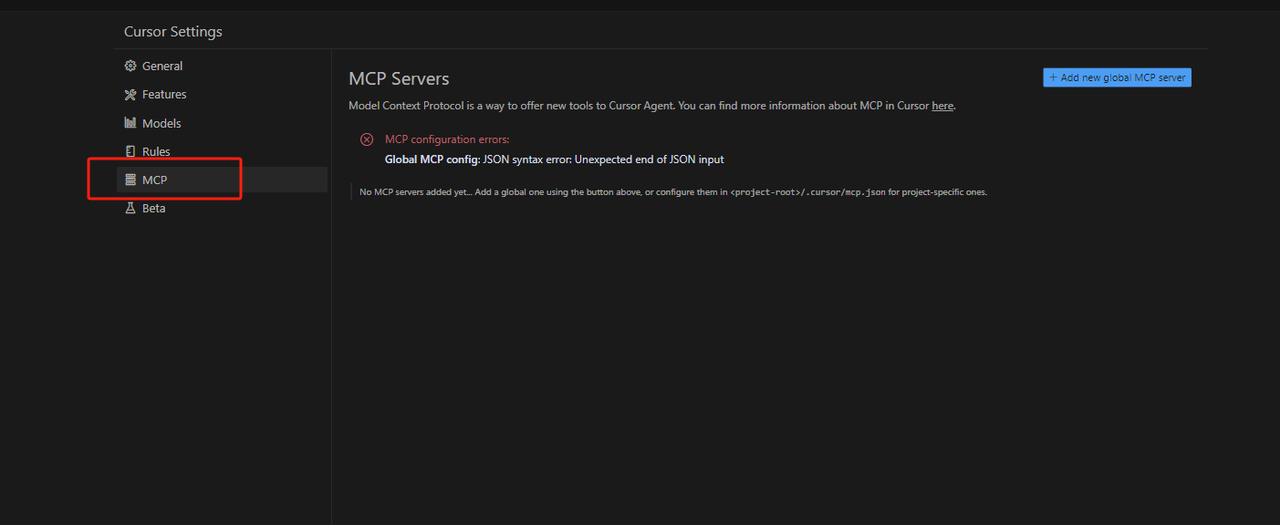 Cursor Settings
General
Features
Models
Rules
MCP
Beta
MCP Servers
+ Add new global MCP server
Model Context Protocol is a way to offer new tools to Cursor Agent. You can find more information about MCP in Cursor here.
MCP configuration errors:
Global MCP config: JSON syntax error: Unexpected end of JSON input
No MCP servers added yet... Add a global one using the button above, or configure them in <project-root>/.cursor/mcp.json for project-specific ones.